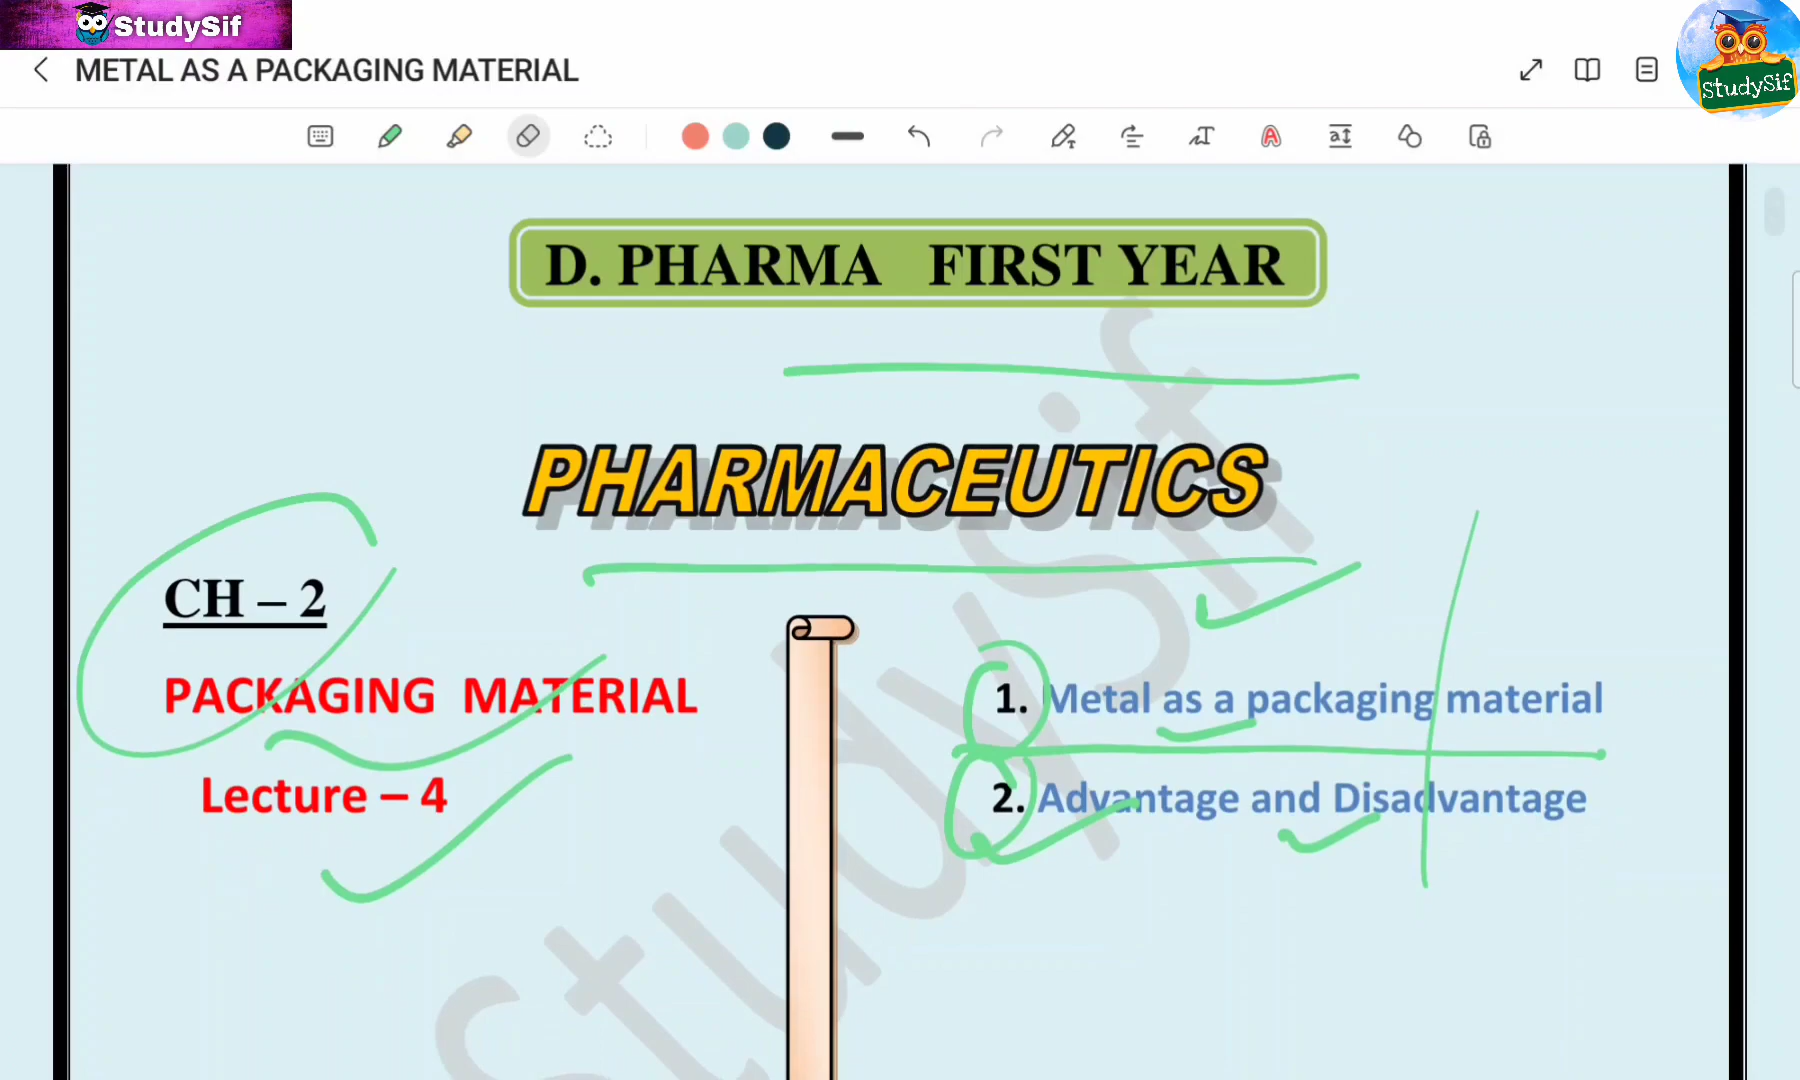 StudySif
METAL AS A PACKAGING MATERIAL
StudySif
D. PHARMA FIRST YEAR
PHARMACEUTICS
CH – 2
PACKAGING MATERIAL
Lecture – 4
1. Metal as a packaging material
2. Advantage and Disadvantage
StudySif